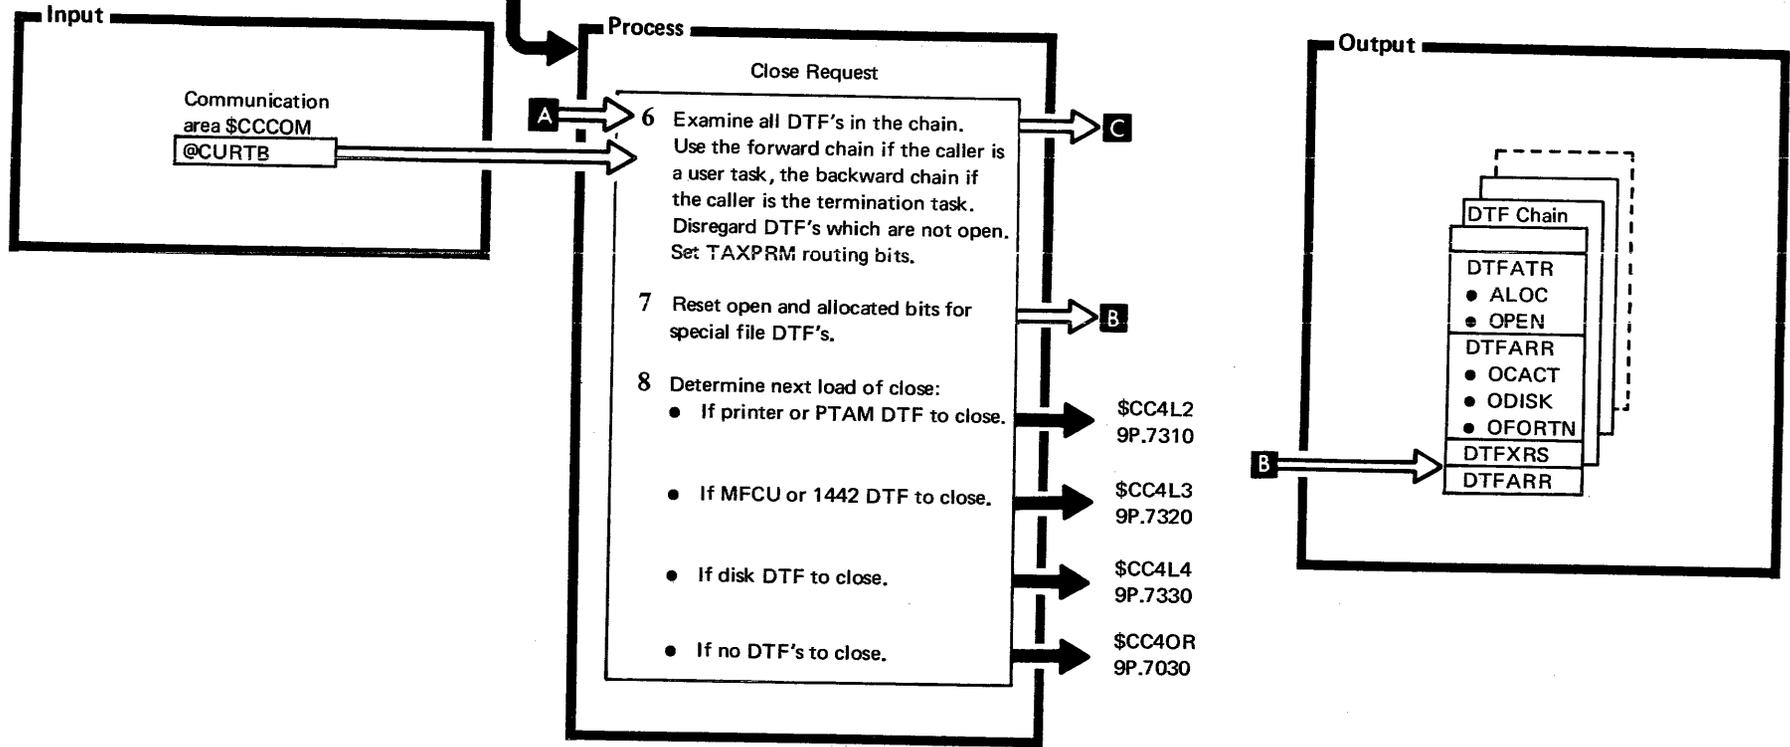 Input
Communication
area $CCCOM
@CURTB
Process
Close Request
A
6 Examine all DTF's in the chain.
Use the forward chain if the caller is
a user task, the backward chain if
the caller is the termination task.
Disregard DTF's which are not open.
Set TAXPRM routing bits.
C
7 Reset open and allocated bits for
special file DTF's.
B
8 Determine next load of close:
● If printer or PTAM DTF to close.
$CC4L2
9P.7310
● If MFCU or 1442 DTF to close.
$CC4L3
9P.7320
● If disk DTF to close.
$CC4L4
9P.7330
● If no DTF's to close.
$CC4OR
9P.7030
Output
DTF Chain
DTFATR
● ALOC
● OPEN
DTFARR
● OCACT
● ODISK
● OFORTN
B
DTFXRS
DTFARR